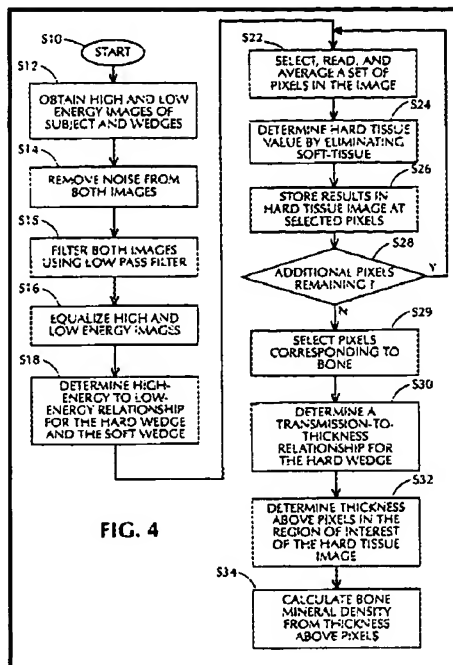 S10
START
S12
OBTAIN HIGH AND LOW
ENERGY IMAGES OF
SUBJECT AND WEDGES
S14
REMOVE NOISE FROM
BOTH IMAGES
S15
FILTER BOTH IMAGES
USING LOW PASS FILTER
S16
EQUALIZE HIGH AND
LOW ENERGY IMAGES
S18
DETERMINE HIGH-
ENERGY TO LOW-
ENERGY RELATIONSHIP
FOR THE HARD WEDGE
AND THE SOFT WEDGE
S22
SELECT, READ, AND
AVERAGE A SET OF
PIXELS IN THE IMAGE
S24
DETERMINE HARD TISSUE
VALUE BY ELIMINATING
SOFT-TISSUE
S26
STORE RESULTS IN
HARD TISSUE IMAGE AT
SELECTED PIXELS
S28
ADDITIONAL PIXELS
REMAINING ?
Y
N
S29
SELECT PIXELS
CORRESPONDING TO
BONE
S30
DETERMINE A
TRANSMISSION-TO-
THICKNESS
RELATIONSHIP FOR
THE HARD WEDGE
S32
DETERMINE THICKNESS
ABOVE PIXELS IN THE
REGION OF INTEREST
OF THE HARD TISSUE
IMAGE
S34
CALCULATE BONE
MINERAL DENSITY
FROM THICKNESS
ABOVE PIXELS
FIG. 4